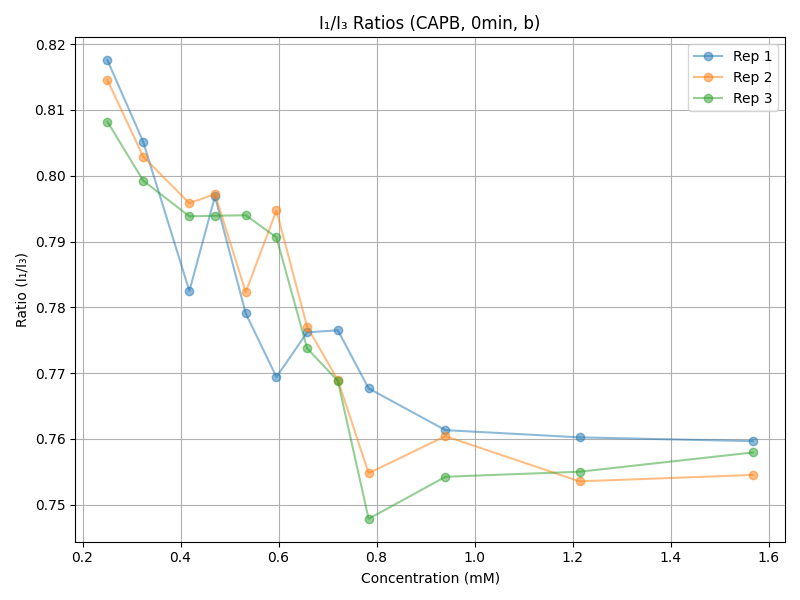 I₁/I₃ Ratios (CAPB, 0min, b)
Rep 1
Rep 2
Rep 3
Ratio (I₁/I₃)
0.82
0.81
0.80
0.79
0.78
0.77
0.76
0.75
0.2 0.4 0.6 0.8 1.0 1.2 1.4 1.6
Concentration (mM)